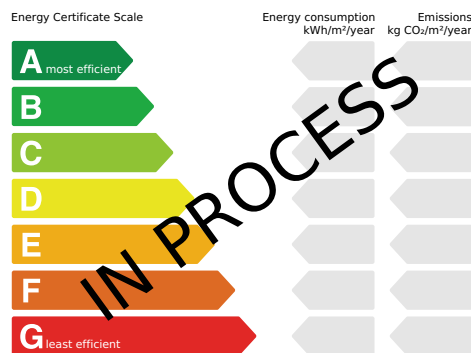 Energy Certificate Scale
Energy consumption
kWh/m²/year
Emissions
kg CO₂/m²/year
A most efficient
B
C
D
E
F
G least efficient
IN PROCESS